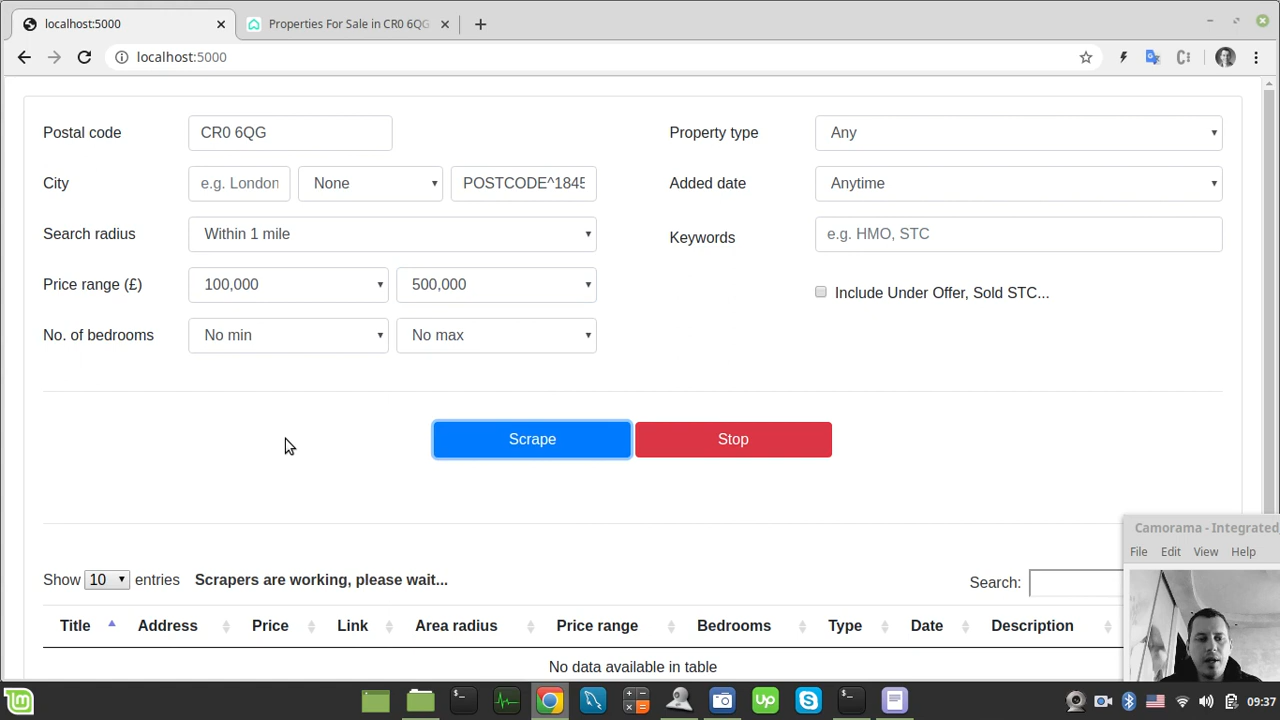 localhost:5000
Properties For Sale in CR0 6QG
localhost:5000
Postal code
CR0 6QG
Property type
Any
City
e.g. London
None
POSTCODE^1845
Added date
Anytime
Search radius
Within 1 mile
Keywords
e.g. HMO, STC
Price range (£)
100,000
500,000
Include Under Offer, Sold STC...
No. of bedrooms
No min
No max
Scrape
Stop
Camorama - Integrated
File Edit View Help
Show 10 entries
Scrapers are working, please wait...
Search:
Title Address Price Link Area radius Price range Bedrooms Type Date Description
No data available in table
Up
09:37